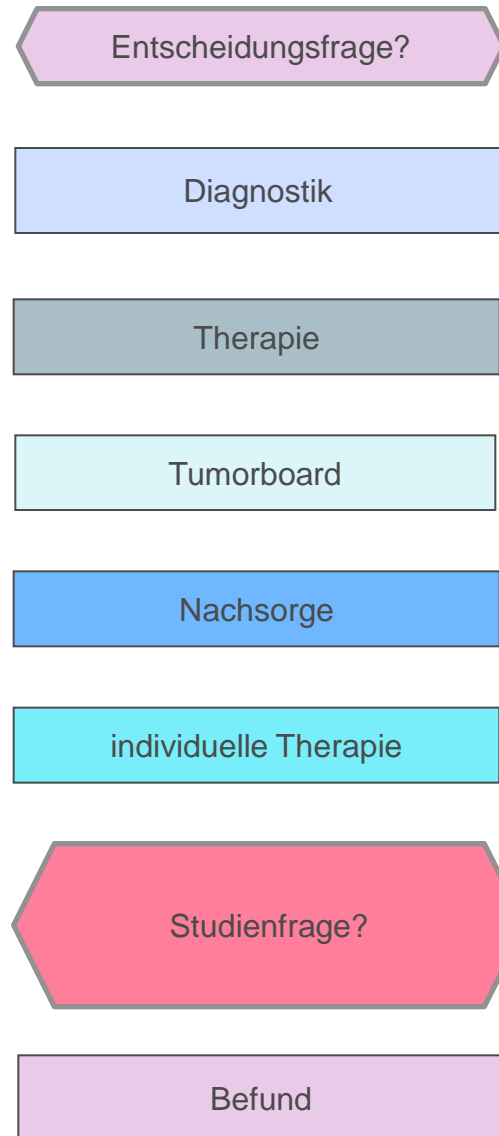 Entscheidungsfrage?
Diagnostik
Therapie
Tumorboard
Nachsorge
individuelle Therapie
Studienfrage?
Befund